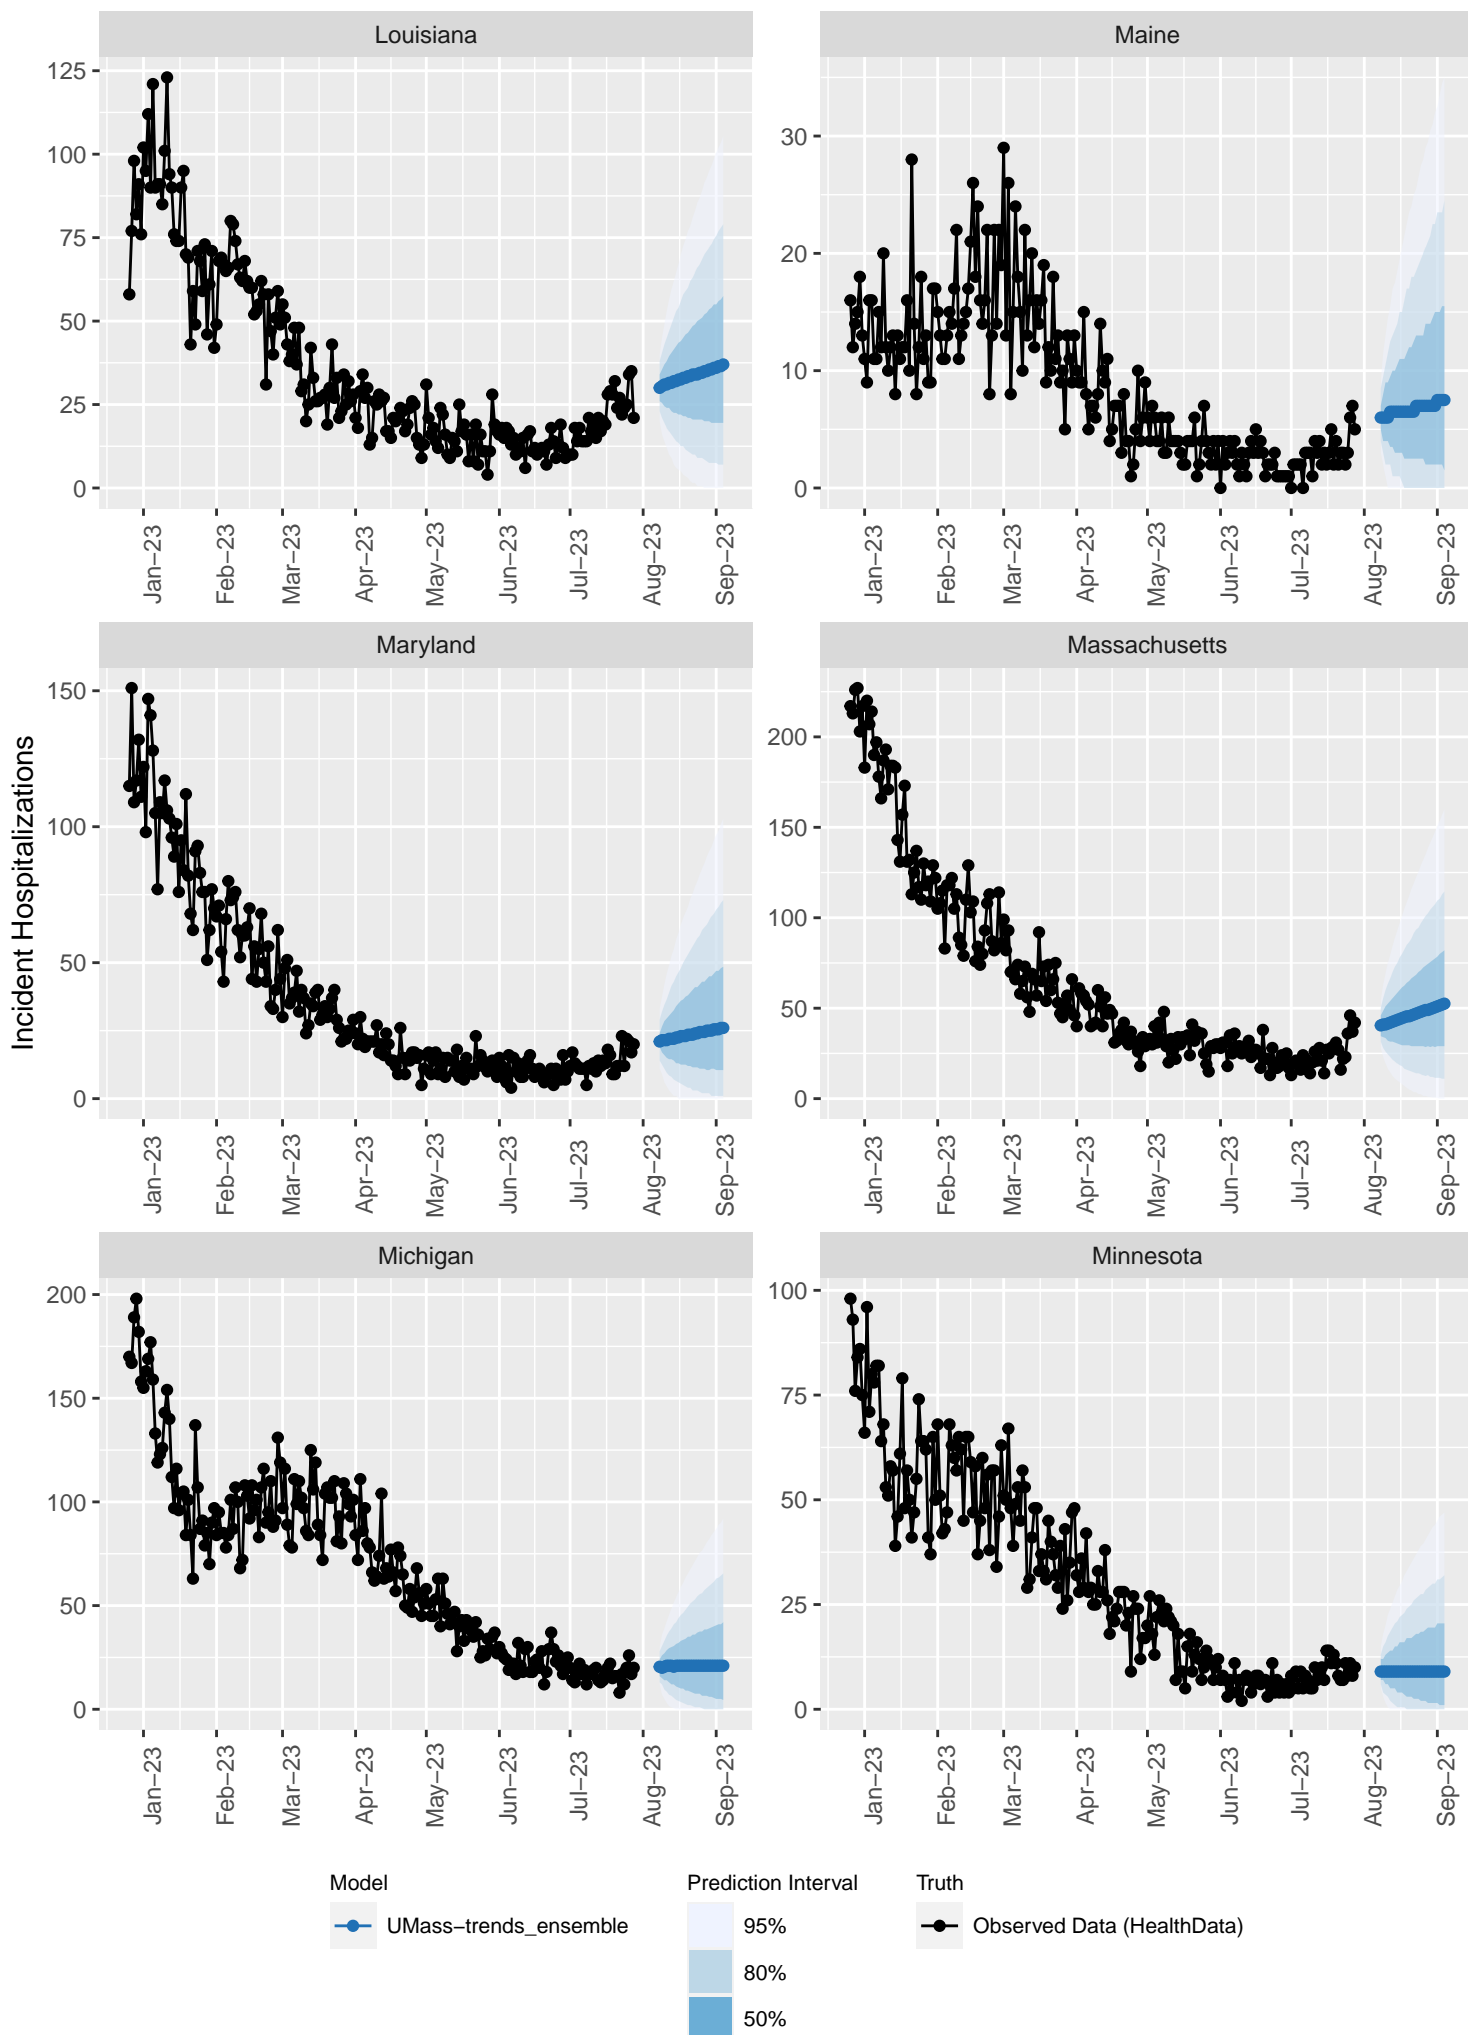 Louisiana
Maine
125
100
75
50
25
0
30
20
10
0
Jan−23
Feb−23
Mar−23
Apr−23
May−23
Jun−23
Jul−23
Aug−23
Sep−23
Jan−23
Feb−23
Mar−23
Apr−23
May−23
Jun−23
Jul−23
Aug−23
Sep−23
Incident Hospitalizations
Maryland
Massachusetts
150
100
50
0
200
150
100
50
0
Jan−23
Feb−23
Mar−23
Apr−23
May−23
Jun−23
Jul−23
Aug−23
Sep−23
Jan−23
Feb−23
Mar−23
Apr−23
May−23
Jun−23
Jul−23
Aug−23
Sep−23
Michigan
Minnesota
200
150
100
50
0
100
75
50
25
0
Jan−23
Feb−23
Mar−23
Apr−23
May−23
Jun−23
Jul−23
Aug−23
Sep−23
Jan−23
Feb−23
Mar−23
Apr−23
May−23
Jun−23
Jul−23
Aug−23
Sep−23
Model
UMass−trends_ensemble
Prediction Interval
95%
80%
50%
Truth
Observed Data (HealthData)